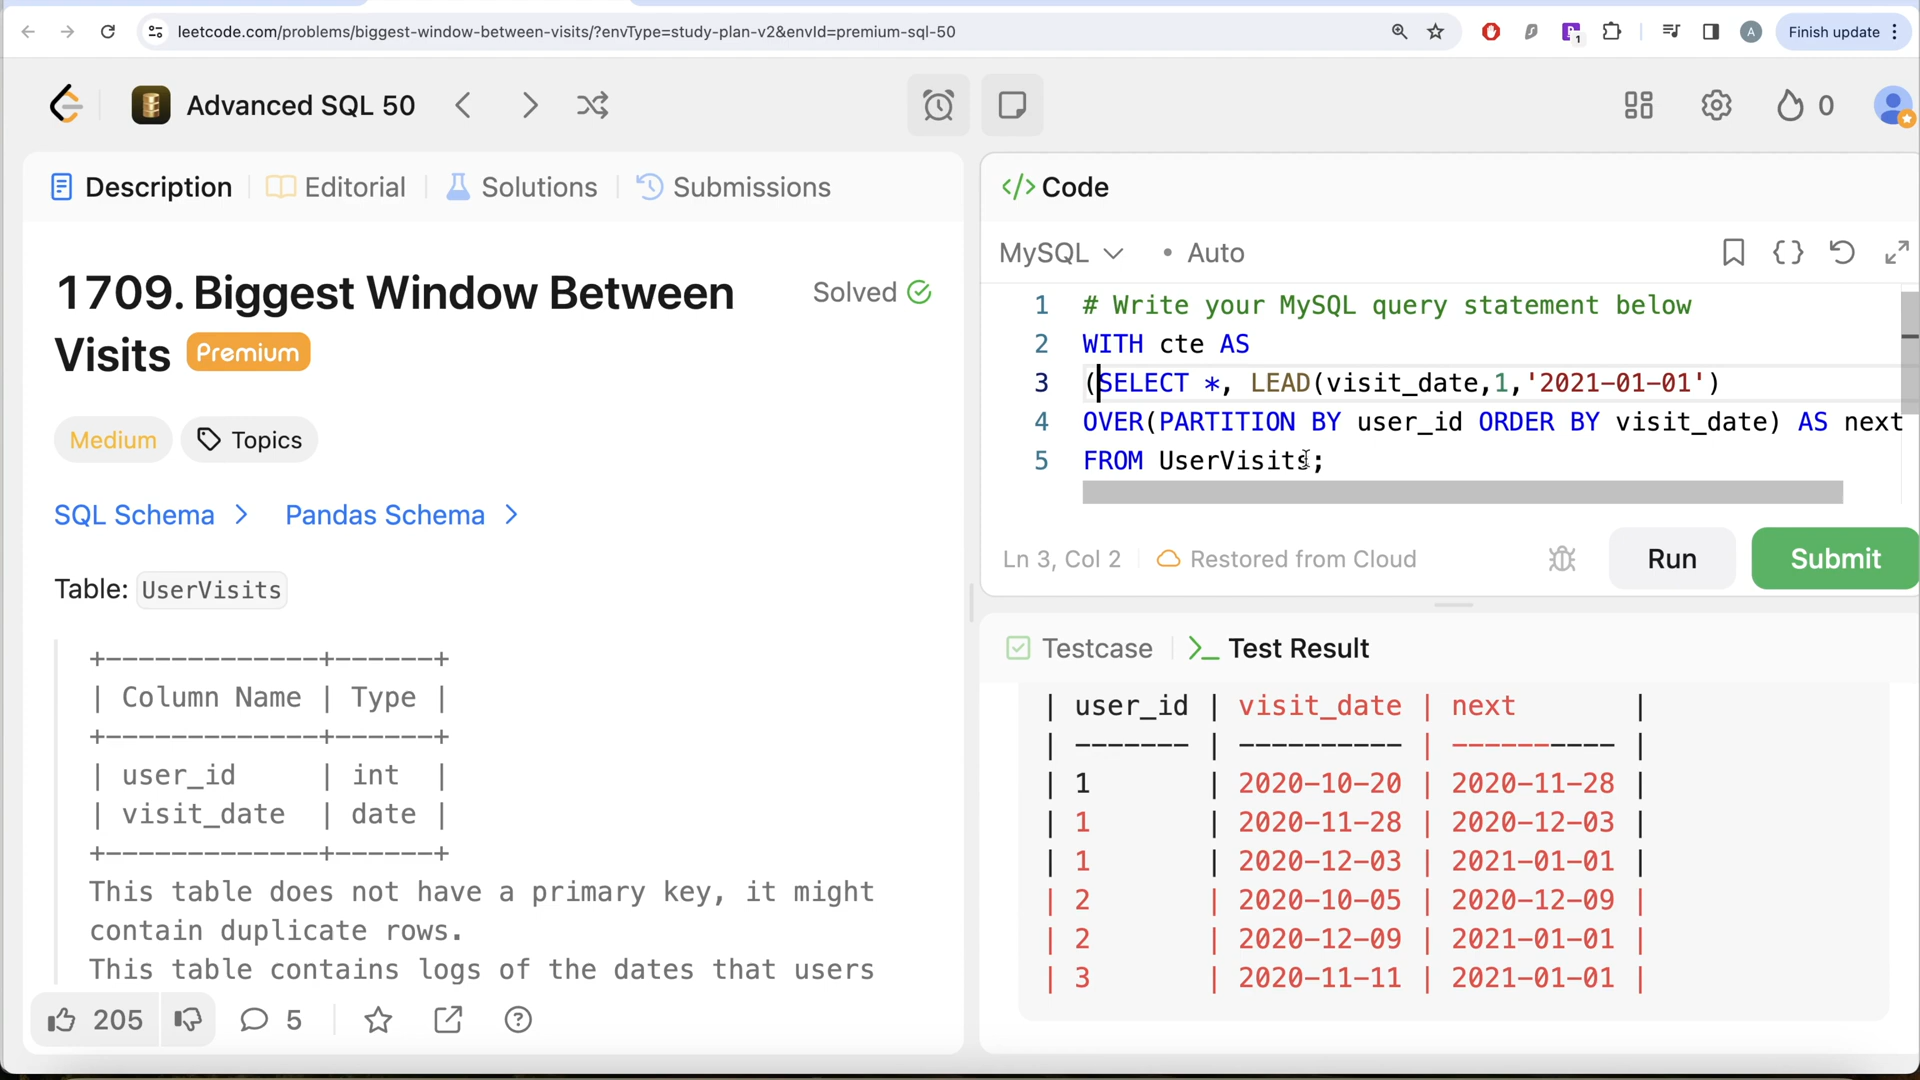 leetcode.com/problems/biggest-window-between-visits/?envType=study-plan-v2&envId=premium-sql-50
1
A
Finish update
Advanced SQL 50
0
Description
Editorial
Solutions
Submissions
1709. Biggest Window Between
Visits
Premium
Solved
Medium
Topics
SQL Schema
Pandas Schema
Table: UserVisits
+-------------+------+
| Column Name | Type |
+-------------+------+
| user_id | int |
| visit_date | date |
+-------------+------+
This table does not have a primary key, it might
contain duplicate rows.
This table contains logs of the dates that users
205
5
</> Code
MySQL
• Auto
1 # Write your MySQL query statement below
2 WITH cte AS
3 (SELECT *, LEAD(visit_date,1,'2021-01-01')
4 OVER(PARTITION BY user_id ORDER BY visit_date) AS next
5 FROM UserVisits;
Ln 3, Col 2
Restored from Cloud
Run
Submit
Testcase
>_ Test Result
| user_id | visit_date | next |
| ------- | ---------- | ---------- |
| 1 | 2020-10-20 | 2020-11-28 |
| 1 | 2020-11-28 | 2020-12-03 |
| 1 | 2020-12-03 | 2021-01-01 |
| 2 | 2020-10-05 | 2020-12-09 |
| 2 | 2020-12-09 | 2021-01-01 |
| 3 | 2020-11-11 | 2021-01-01 |